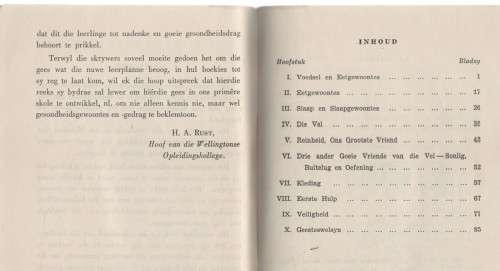 dat dit die leerlinge tot nadenke en goeie gesondheidsdrag
behoort te prikkel.
Terwyl die skrywers soveel moeite gedoen het om die
gees wat die nuwe leerplanne beoog, in hul boekies tot
sy reg te laat kom, wil ek die hoop uitspreek dat hierdie
reeks sy bydrae sal lewer om hierdie gees in ons primêre
skole te ontwikkel, nl. om nie alleen kennis nie, maar wel
gesondheidsgewoontes en -gedrag te beklemtoon.
H. A. RUST,
Hoof van die Wellingtonse
Opleidingskollege.
INHOUD
Hoofstuk Bladsy
I. Voedsel en Eetgewoontes ... ... ... ... ... ... 1
II. Eetgewoontes ... ... ... ... ... ... ... ... 17
III. Slaap en Slaapgewoontes ... ... ... ... ... ... 26
IV. Die Vel ... ... ... ... ... ... ... ... ... 38
V. Reinheid, Ons Grootste Vriend ... ... ... ... ... 43
VI. Drie ander Goeie Vriende van die Vel — Sonlig,
Buitelug en Oefening ... ... ... ... ... ... 52
VII. Kleding ... ... ... ... ... ... ... ... 57
VIII. Eerste Hulp ... ... ... ... ... ... ... 67
IX. Veiligheid ... ... ... ... ... ... ... ... 71
X. Geesteswelsyn ... ... ... ... ... ... ... 85